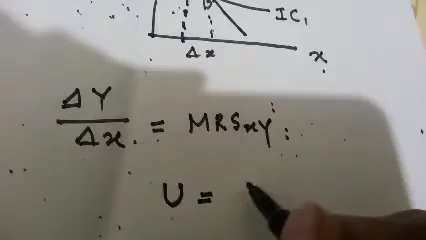 IC₁
Δx x
ΔY
― = MRSxY
Δx
U =